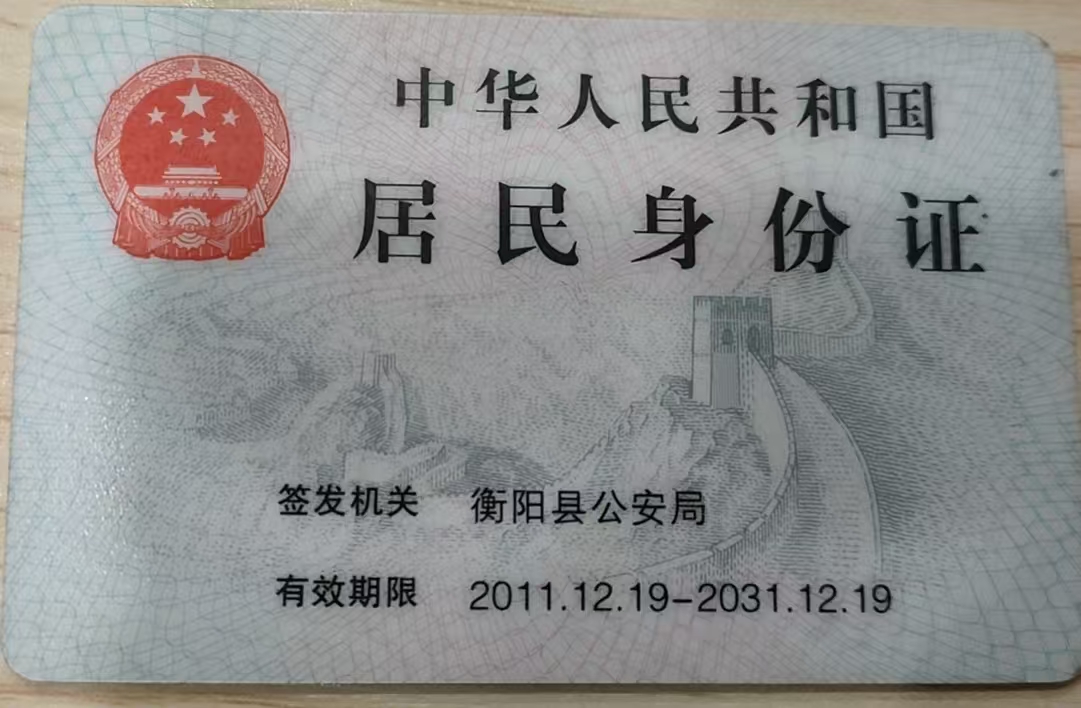 中华人民共和国
居民身份证
签发机关 衡阳县公安局
有效期限 2011.12.19-2031.12.19